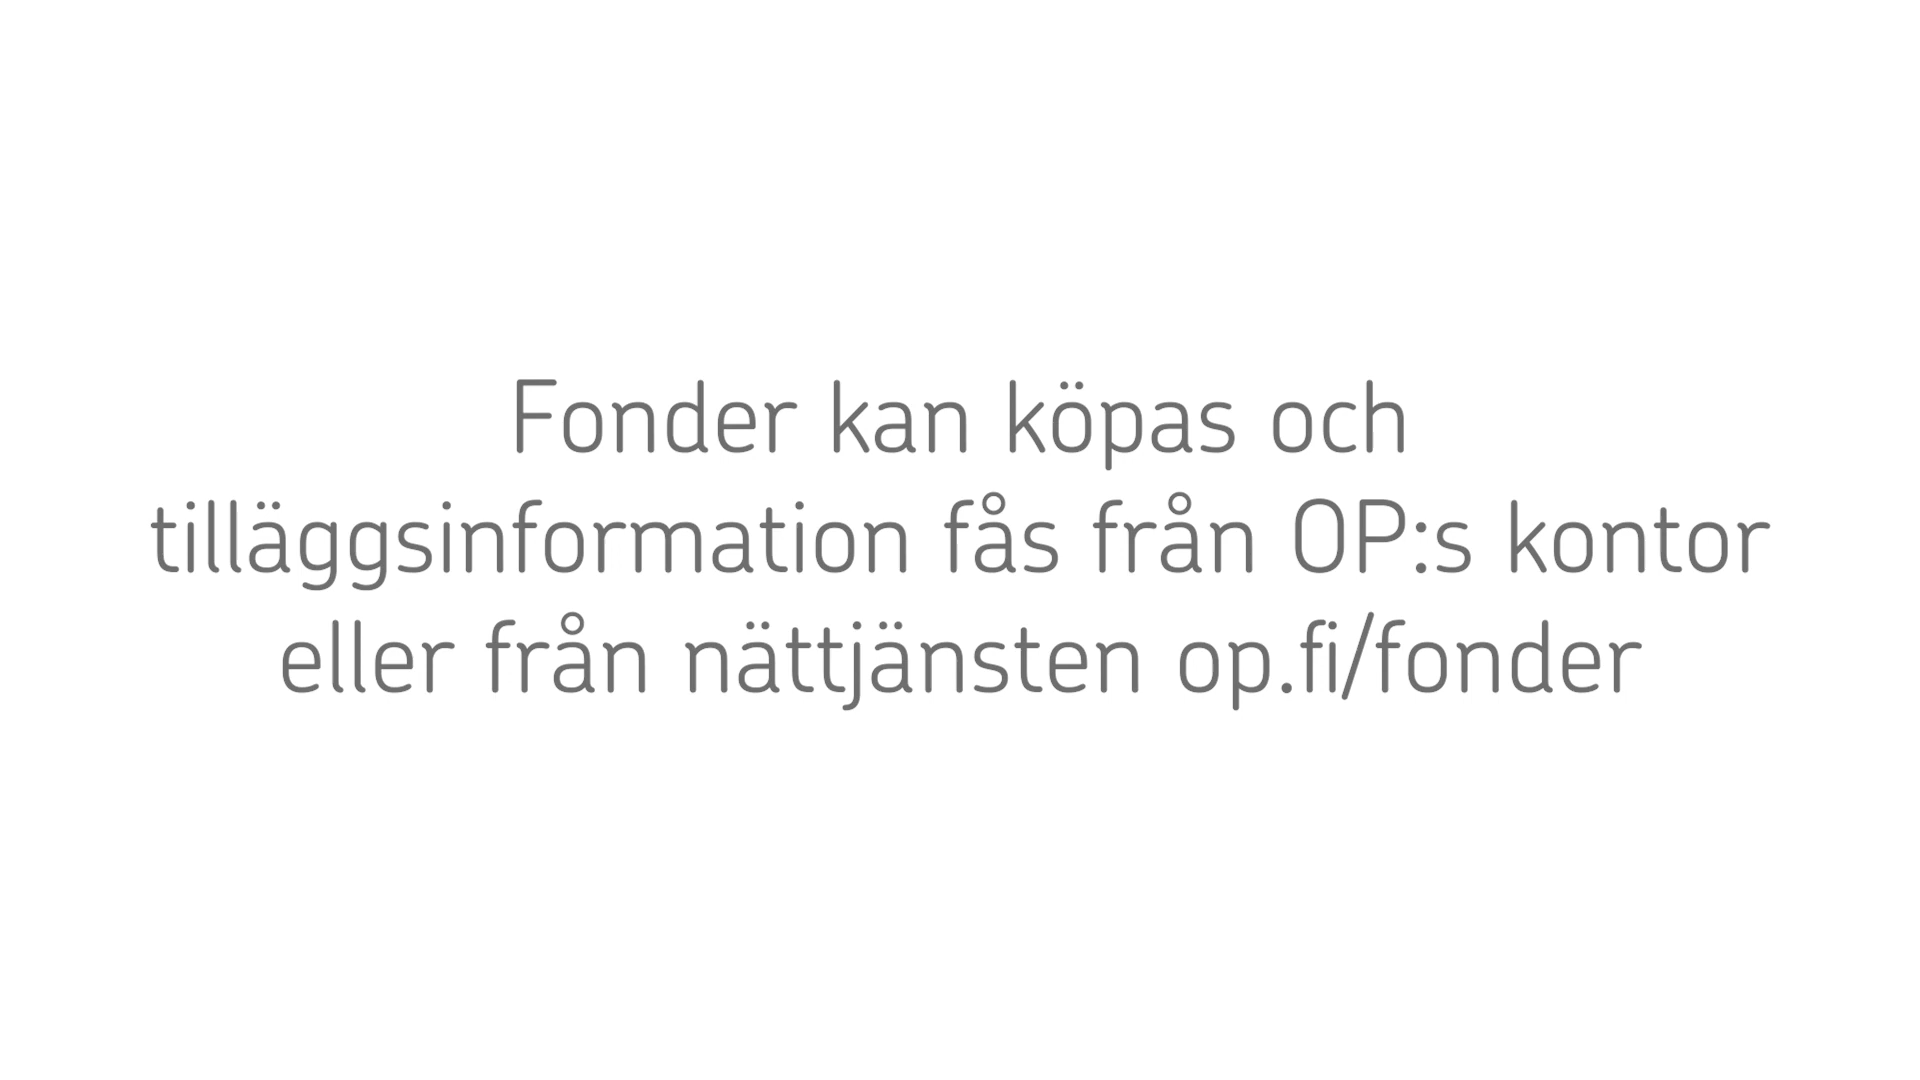 Fonder kan köpas och
tilläggsinformation fås från OP:s kontor
eller från nättjänsten op.fi/fonder